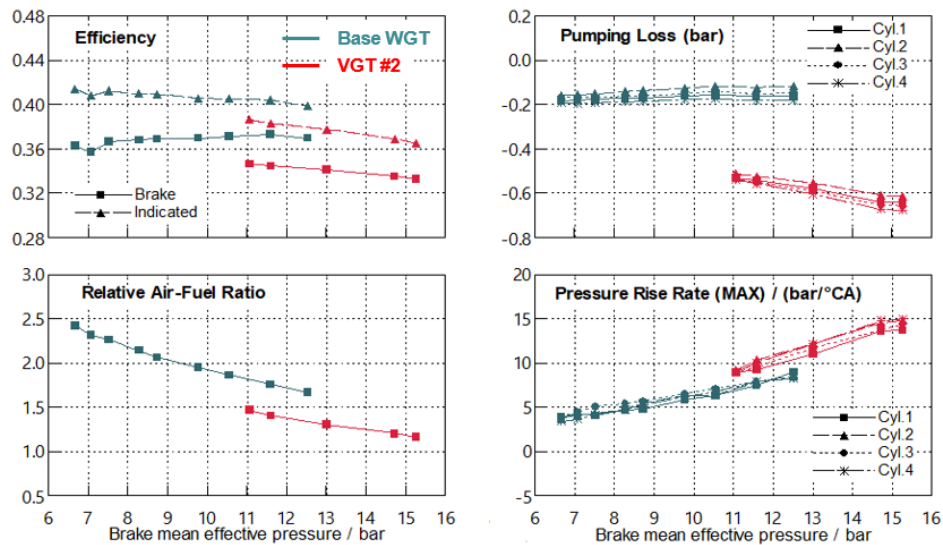 0.48
0.44
0.40
0.36
0.32
0.28
Efficiency
Base WGT
VGT #2
Brake
Indicated
0.2
0.0
-0.2
-0.4
-0.6
-0.8
Pumping Loss (bar)
Cyl.1
Cyl.2
Cyl.3
Cyl.4
3.0
2.5
2.0
1.5
1.0
0.5
Relative Air-Fuel Ratio
6 7 8 9 10 11 12 13 14 15 16
Brake mean effective pressure / bar
20
15
10
5
0
-5
Pressure Rise Rate (MAX) / (bar/°CA)
Cyl.1
Cyl.2
Cyl.3
Cyl.4
6 7 8 9 10 11 12 13 14 15 16
Brake mean effective pressure / bar